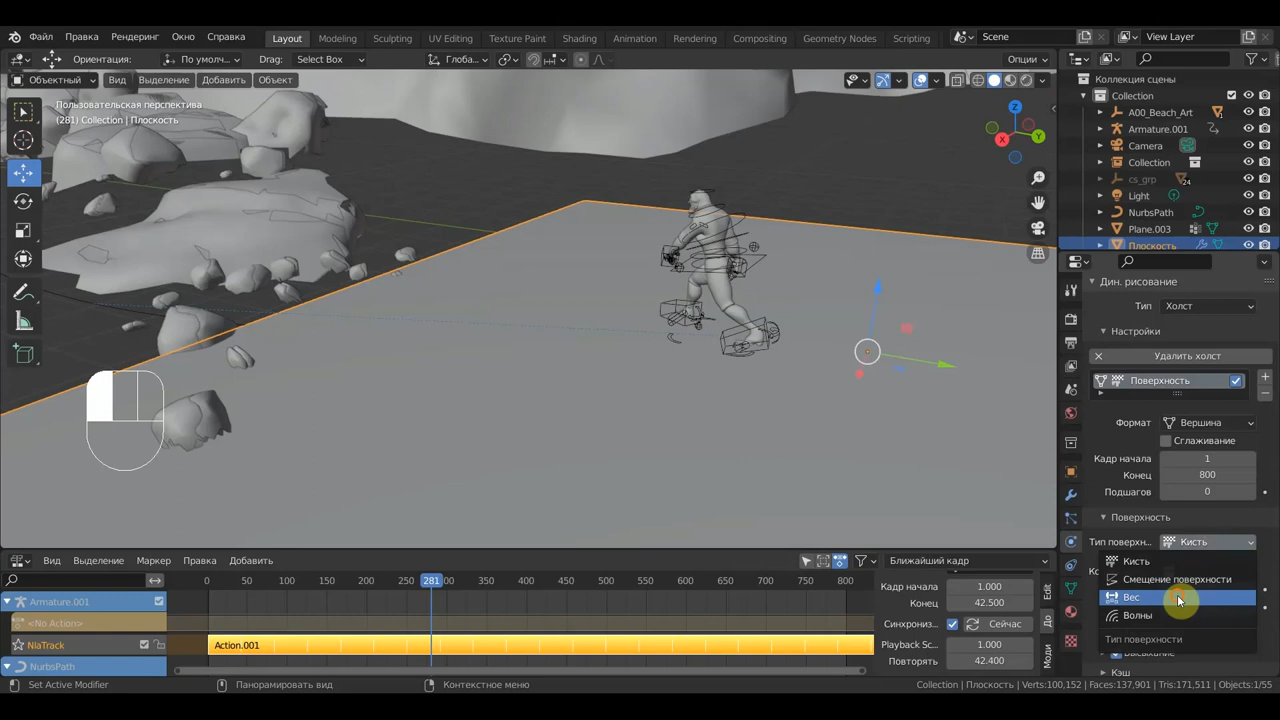 Файл Правка Рендеринг Окно Справка Layout Modeling Sculpting UV Editing Texture Paint Shading Animation Rendering Compositing Geometry Nodes Scripting Scene View Layer
Ориентация: По умолч... Drag: Select Box Глоба... Опции
Объектный Вид Выделение Добавить Объект
Пользовательская перспектива
(281) Collection | Плоскость
Z
Y
X
Коллекция сцены
Collection
A00_Beach_Art
1
Armature.001
Camera
Collection
cs_grp
24
Light
NurbsPath
Plane.003
Плоскость
Дин. рисование
Тип Холст
Настройки
Удалить холст
Поверхность
Формат Вершина
Сглаживание
Кадр начала 1
Конец 800
Подшагов 0
Поверхность
Тип поверхн... Кисть
Кисть
Смещение поверхности
Вес
Волны
Тип поверхности
Кэш
Вид Выделение Маркер Правка Кисть Ближайший кадр
0 50 100 150 200 250 281 300 350 400 450 500 550 600 650 700 750 800
Armature.001
<No Action>
NlaTrack Action.001
NurbsPath
Кадр начала 1.000
Конец 42.500
Синхрониз... Сейчас
Playback Sc... 1.000
Повторять 42.400
Edit
До
Моди
Set Active Modifier Панорамировать вид Контекстное меню Collection | Плоскость | Verts:100,152 | Faces:137,901 | Tris:171,511 | Objects:1/55